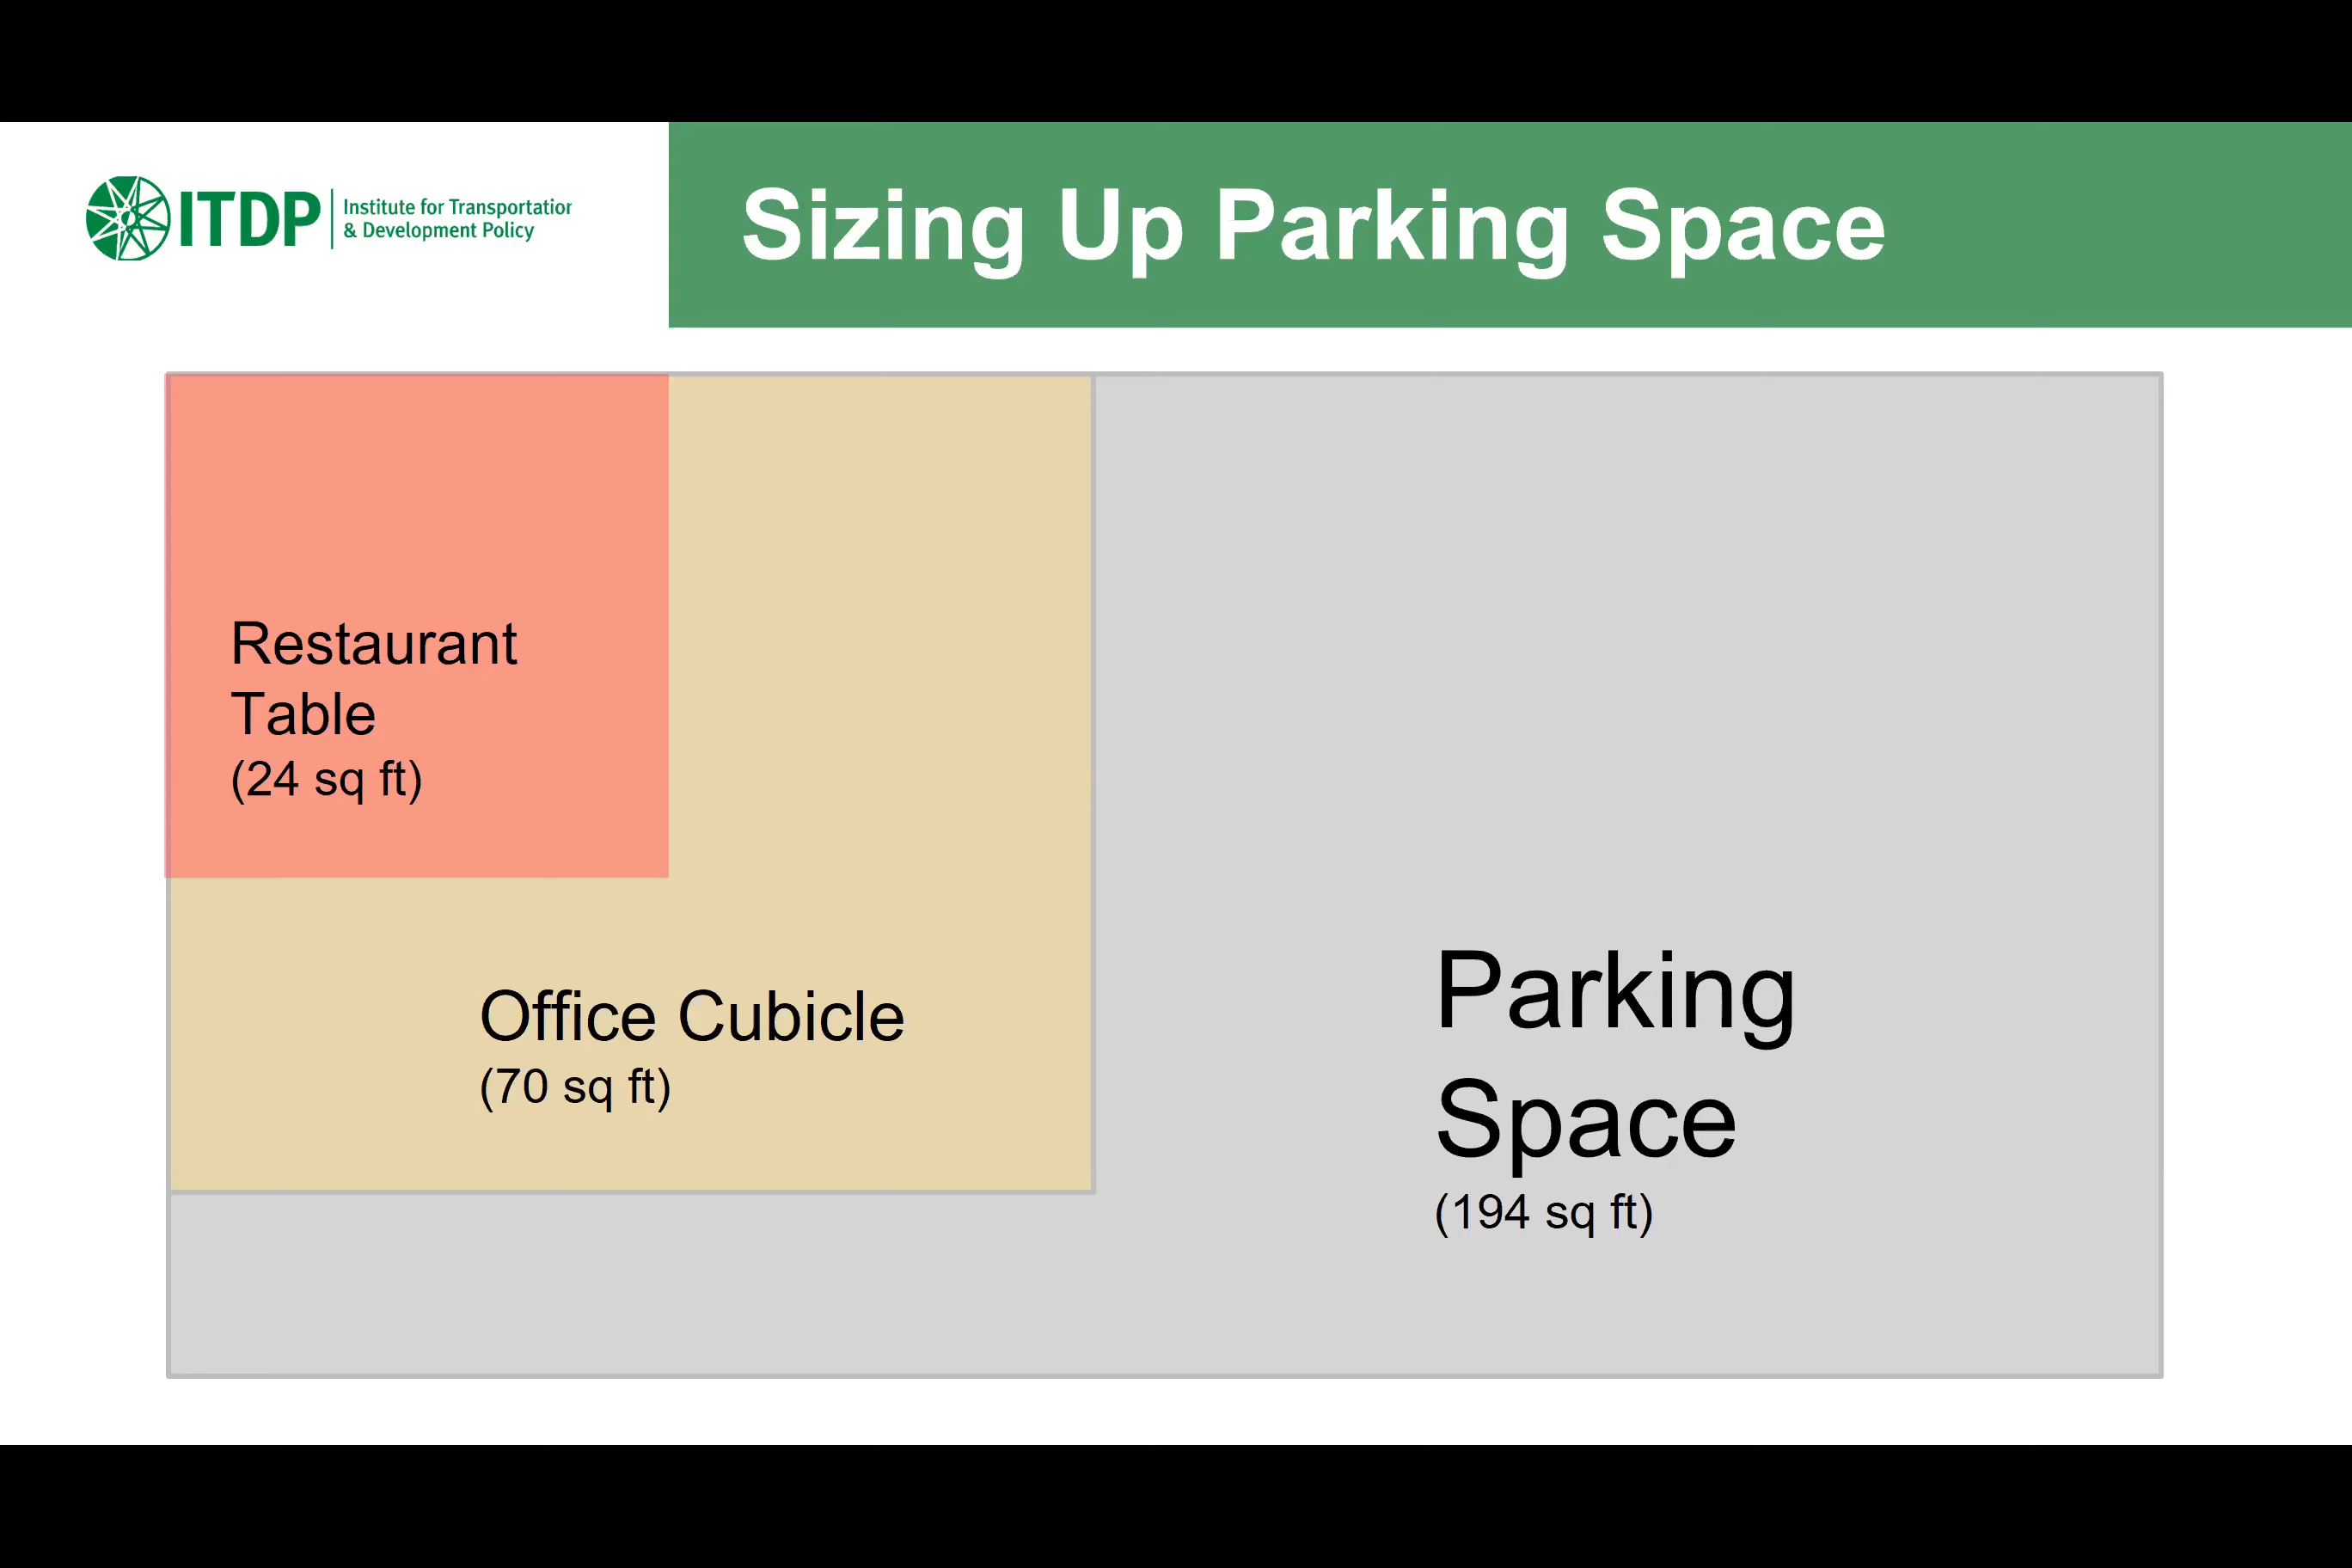 ITDP
Institute for Transportation
& Development Policy
Sizing Up Parking Space
Restaurant
Table
(24 sq ft)
Office Cubicle
(70 sq ft)
Parking
Space
(194 sq ft)